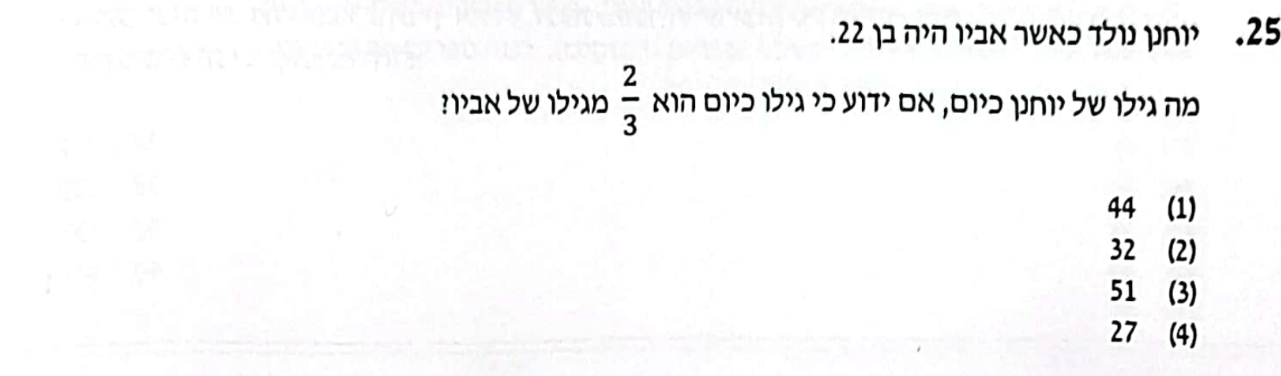 25. יוחנן נולד כאשר אביו היה בן 22.
מה גילו של יוחנן כיום, אם ידוע כי גילו כיום הוא 2/3 מגילו של אביו?
(1) 44
(2) 32
(3) 51
(4) 27